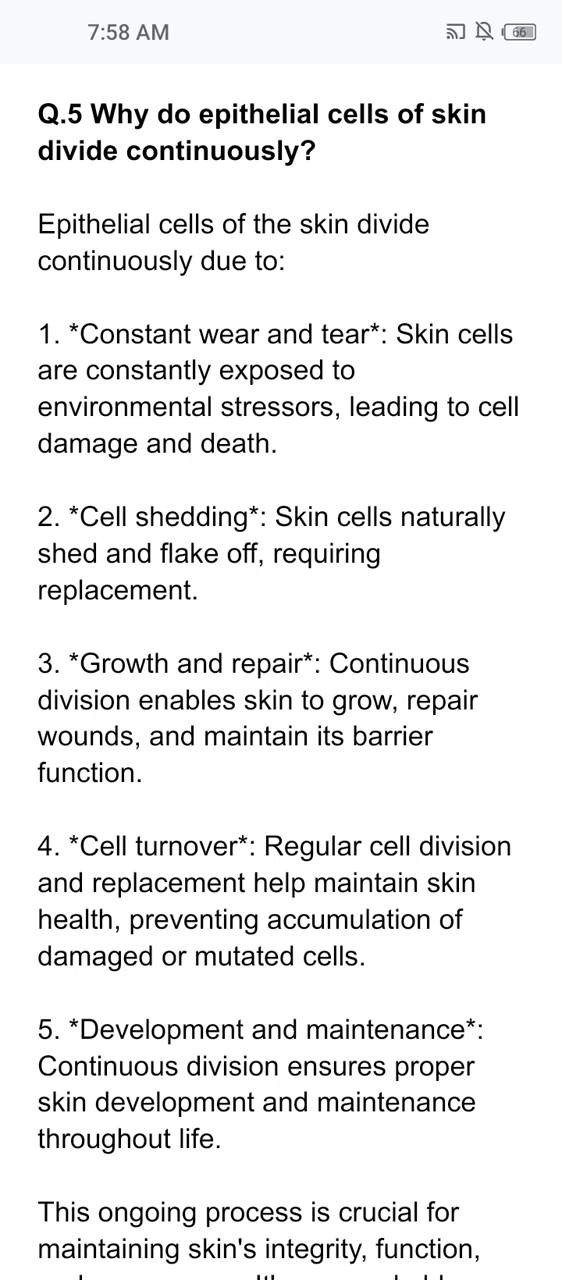 7:58 AM
66
Q.5 Why do epithelial cells of skin
divide continuously?
Epithelial cells of the skin divide
continuously due to:
1. *Constant wear and tear*: Skin cells
are constantly exposed to
environmental stressors, leading to cell
damage and death.
2. *Cell shedding*: Skin cells naturally
shed and flake off, requiring
replacement.
3. *Growth and repair*: Continuous
division enables skin to grow, repair
wounds, and maintain its barrier
function.
4. *Cell turnover*: Regular cell division
and replacement help maintain skin
health, preventing accumulation of
damaged or mutated cells.
5. *Development and maintenance*:
Continuous division ensures proper
skin development and maintenance
throughout life.
This ongoing process is crucial for
maintaining skin's integrity, function,